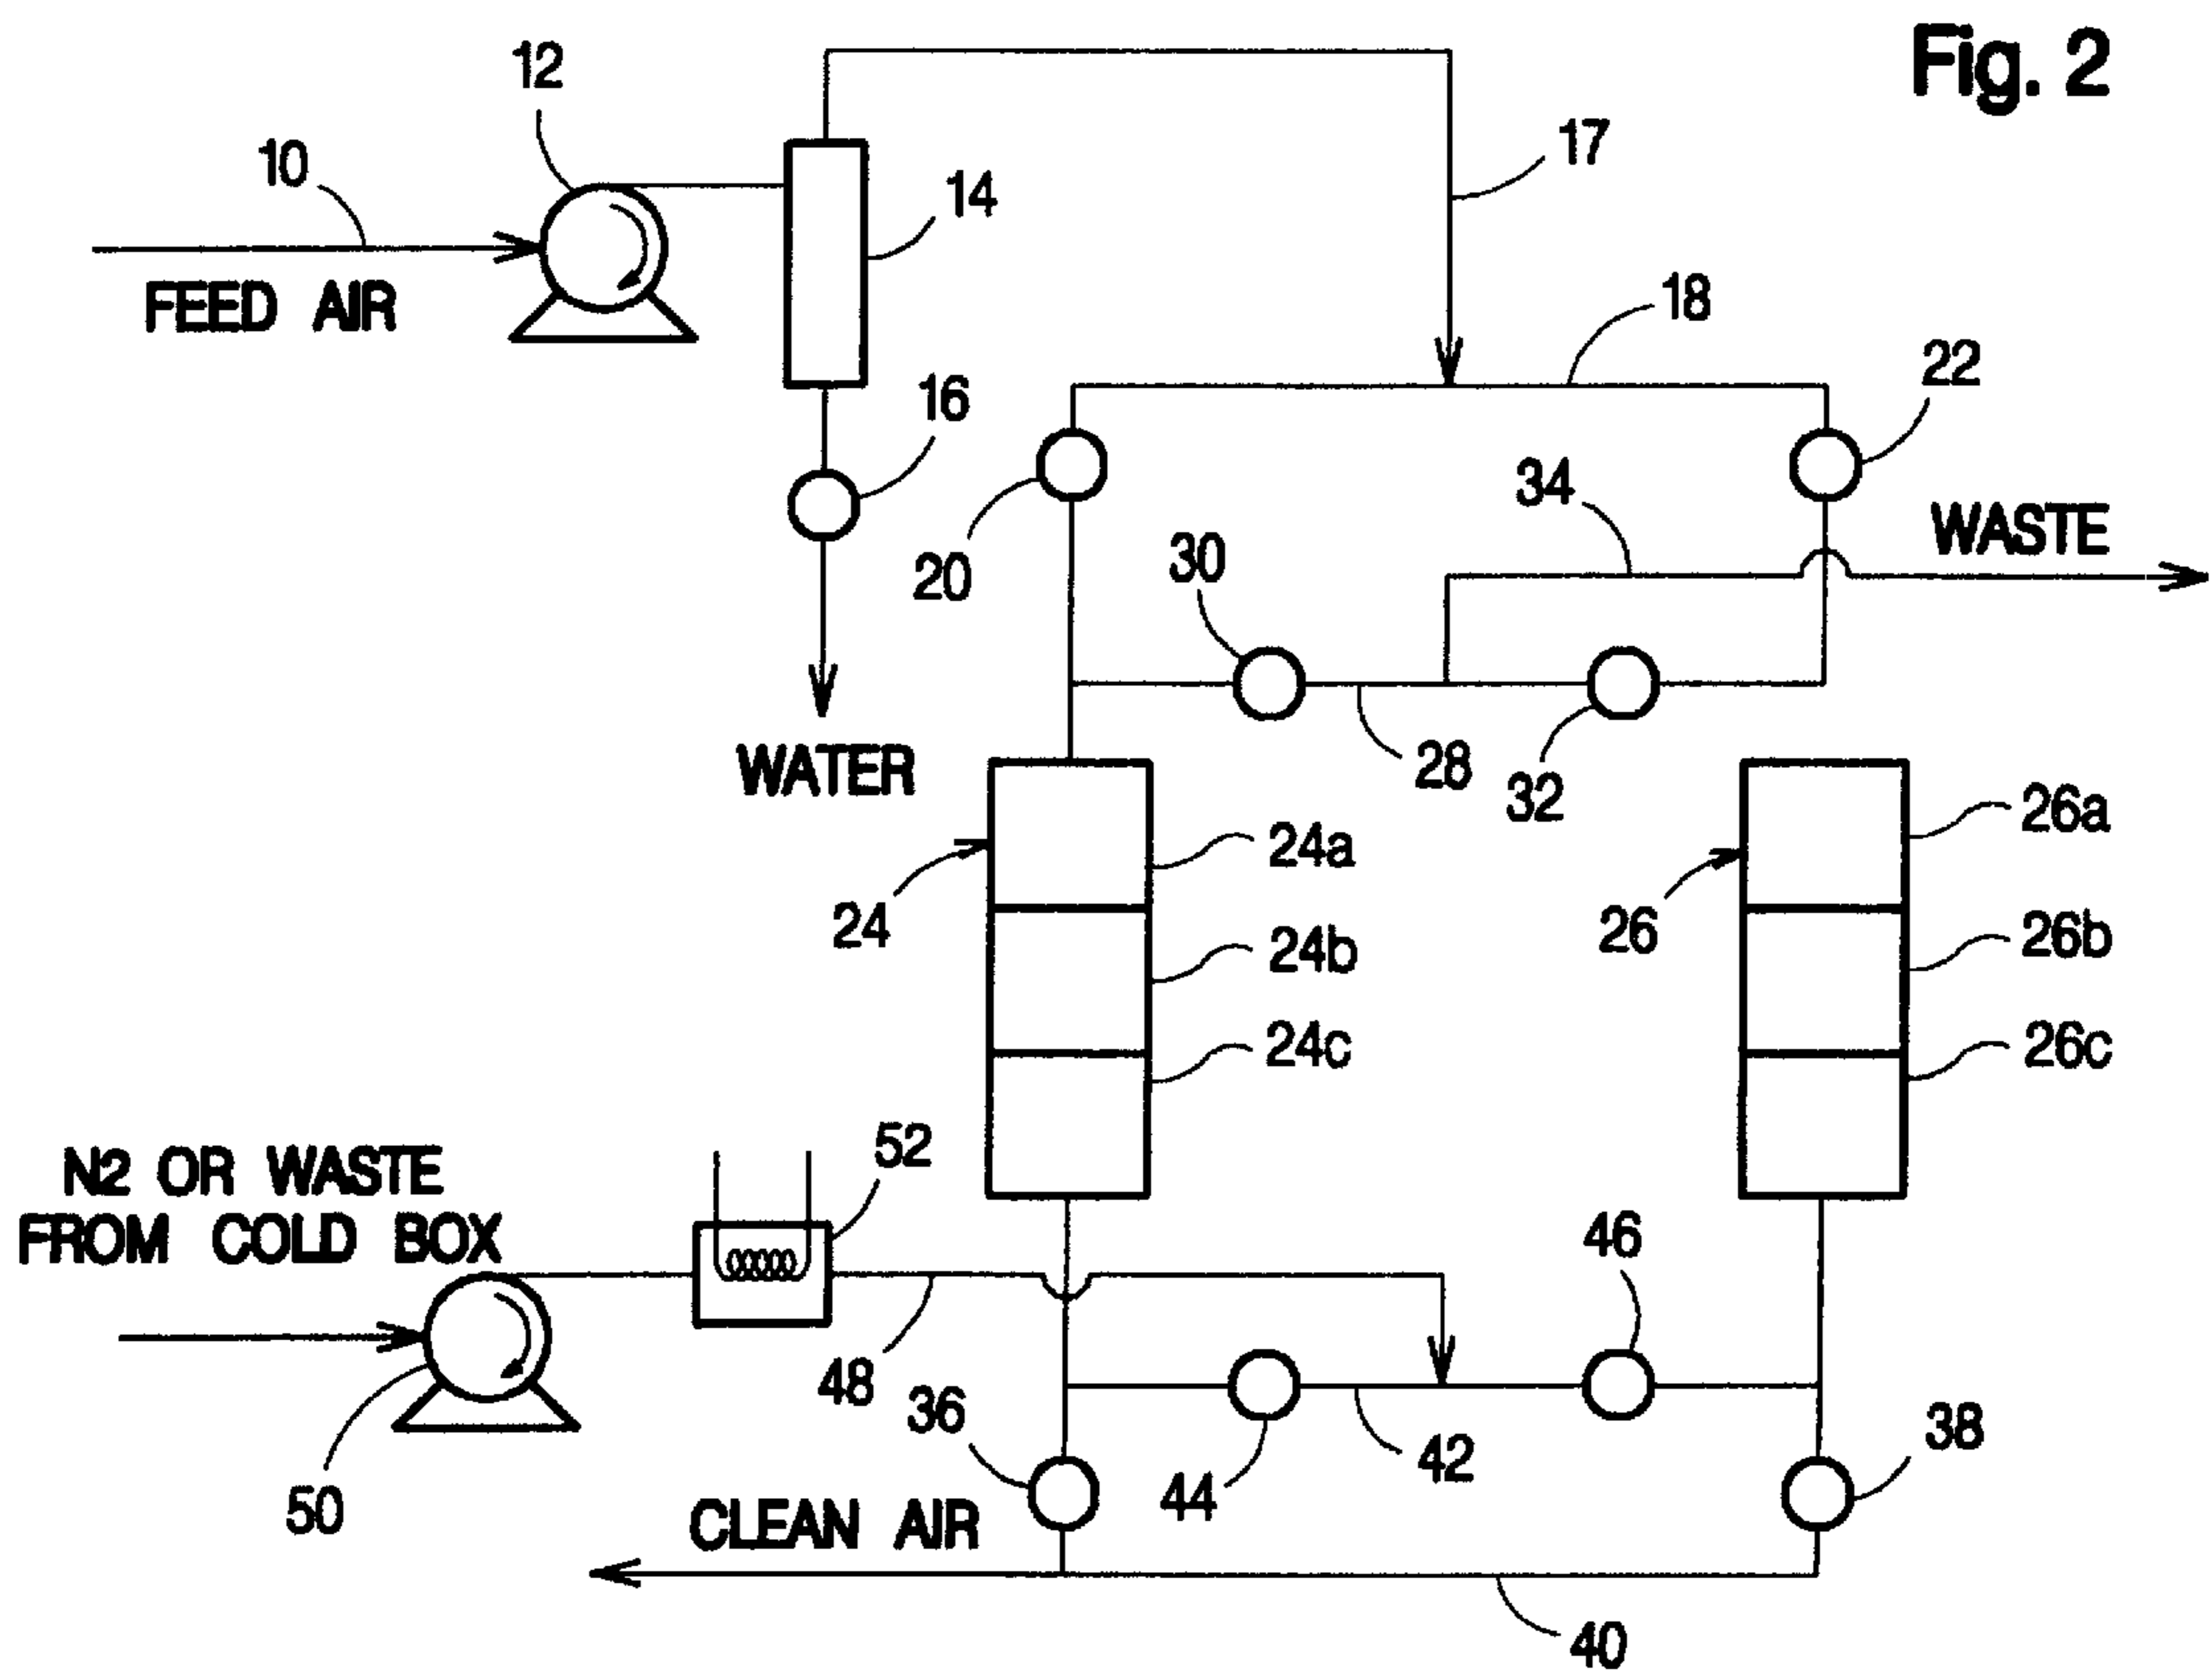 Fig. 2
12
10
17
14
FEED AIR
18
22
16
34
WASTE
30
20
WATER
28
32
26a
24a
24
26
24b
26b
24c
26c
N2 OR WASTE
FROM COLD BOX
52
46
48
36
38
42
44
50
CLEAN AIR
40